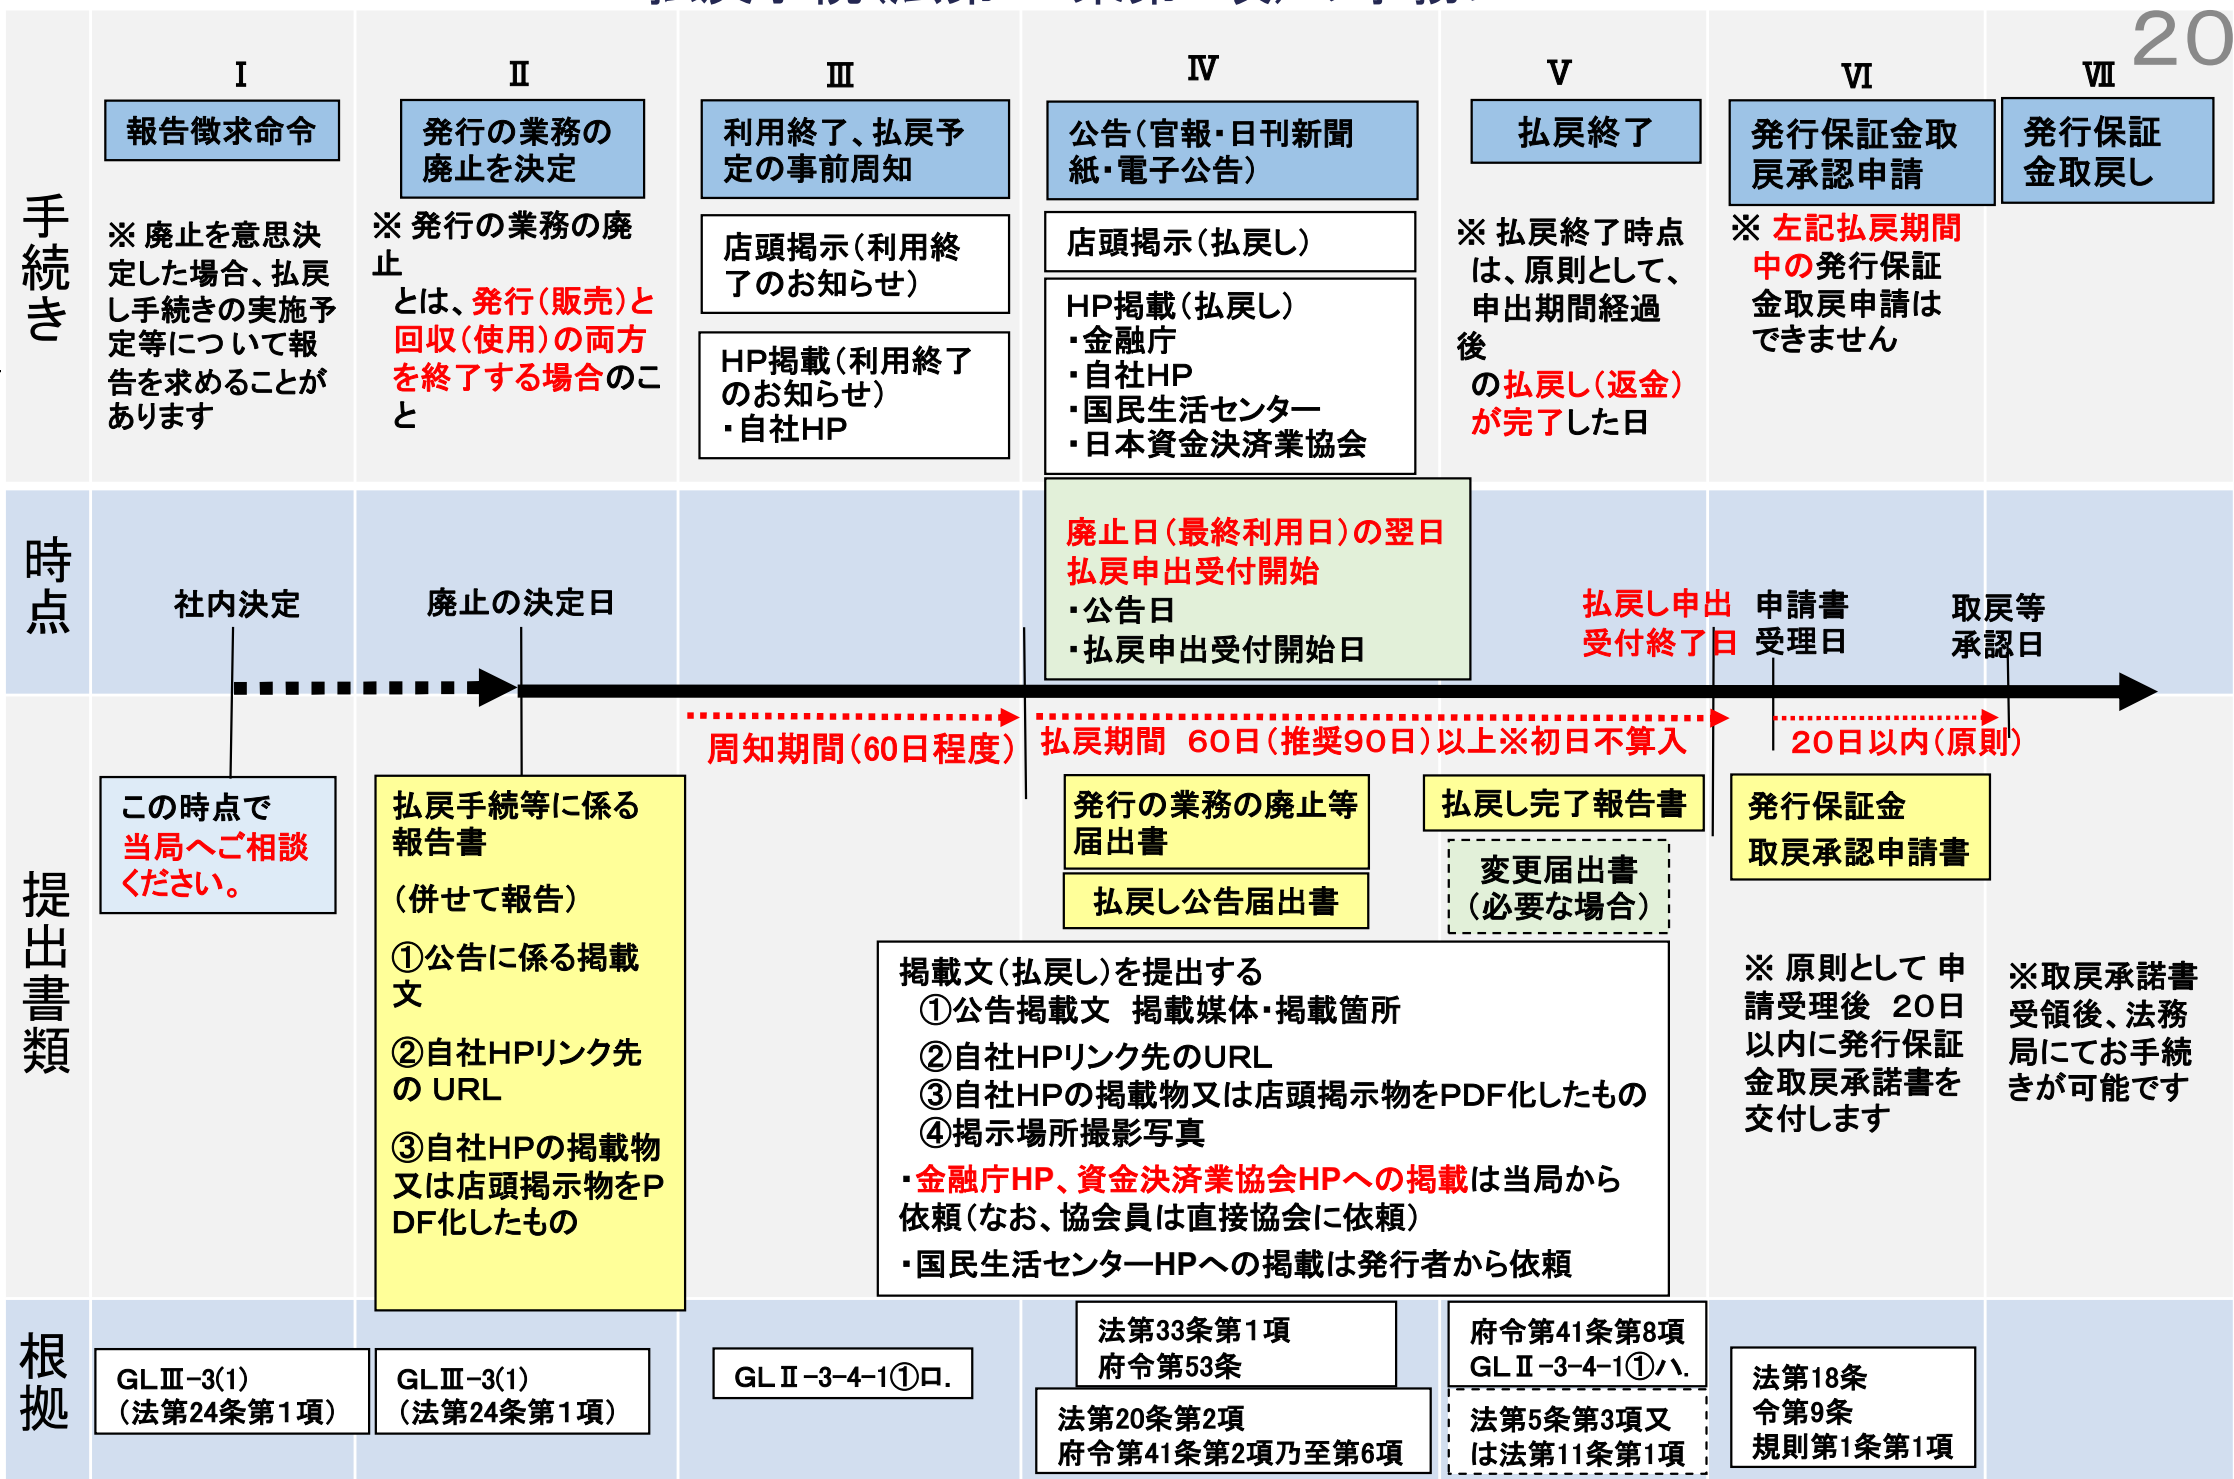 20
手続き
Ⅰ
報告徴求命令
※ 廃止を意思決
定した場合、払戻
し手続きの実施予
定等について報
告を求めることが
あります
Ⅱ
発行の業務の
廃止を決定
※ 発行の業務の廃
止
とは、発行(販売)と
回収(使用)の両方
を終了する場合のこ
と
Ⅲ
利用終了、払戻予
定の事前周知
店頭掲示(利用終
了のお知らせ)
HP掲載(利用終了
のお知らせ)
・自社HP
Ⅳ
公告(官報・日刊新聞
紙・電子公告)
店頭掲示(払戻し)
HP掲載(払戻し)
・金融庁
・自社HP
・国民生活センター
・日本資金決済業協会
Ⅴ
払戻終了
※ 払戻終了時点
は、原則として、
申出期間経過
後
の払戻し(返金)
が完了した日
Ⅵ
発行保証金取
戻承認申請
※ 左記払戻期間
中の発行保証
金取戻申請は
できません
Ⅶ
発行保証
金取戻し
時点
社内決定
廃止の決定日
廃止日(最終利用日)の翌日
払戻申出受付開始
・公告日
・払戻申出受付開始日
払戻し申出
受付終了日
申請書
受理日
取戻等
承認日
周知期間(60日程度)
払戻期間 60日(推奨90日)以上※初日不算入
20日以内(原則)
提出書類
この時点で
当局へご相談
ください。
払戻手続等に係る
報告書
(併せて報告)
①公告に係る掲載
文
②自社HPリンク先
の URL
③自社HPの掲載物
又は店頭掲示物をP
DF化したもの
発行の業務の廃止等
届出書
払戻し公告届出書
払戻し完了報告書
変更届出書
(必要な場合)
掲載文(払戻し)を提出する
①公告掲載文 掲載媒体・掲載箇所
②自社HPリンク先のURL
③自社HPの掲載物又は店頭掲示物をPDF化したもの
④掲示場所撮影写真
・金融庁HP、資金決済業協会HPへの掲載は当局から
依頼(なお、協会員は直接協会に依頼)
・国民生活センターHPへの掲載は発行者から依頼
発行保証金
取戻承認申請書
※ 原則として 申
請受理後 20日
以内に発行保証
金取戻承諾書を
交付します
※取戻承諾書
受領後、法務
局にてお手続
きが可能です
根拠
GLⅢ-3(1)
(法第24条第1項)
GLⅢ-3(1)
(法第24条第1項)
GLⅡ-3-4-1①ロ.
法第33条第1項
府令第53条
法第20条第2項
府令第41条第2項乃至第6項
府令第41条第8項
GLⅡ-3-4-1①ハ.
法第5条第3項又
は法第11条第1項
法第18条
令第9条
規則第1条第1項